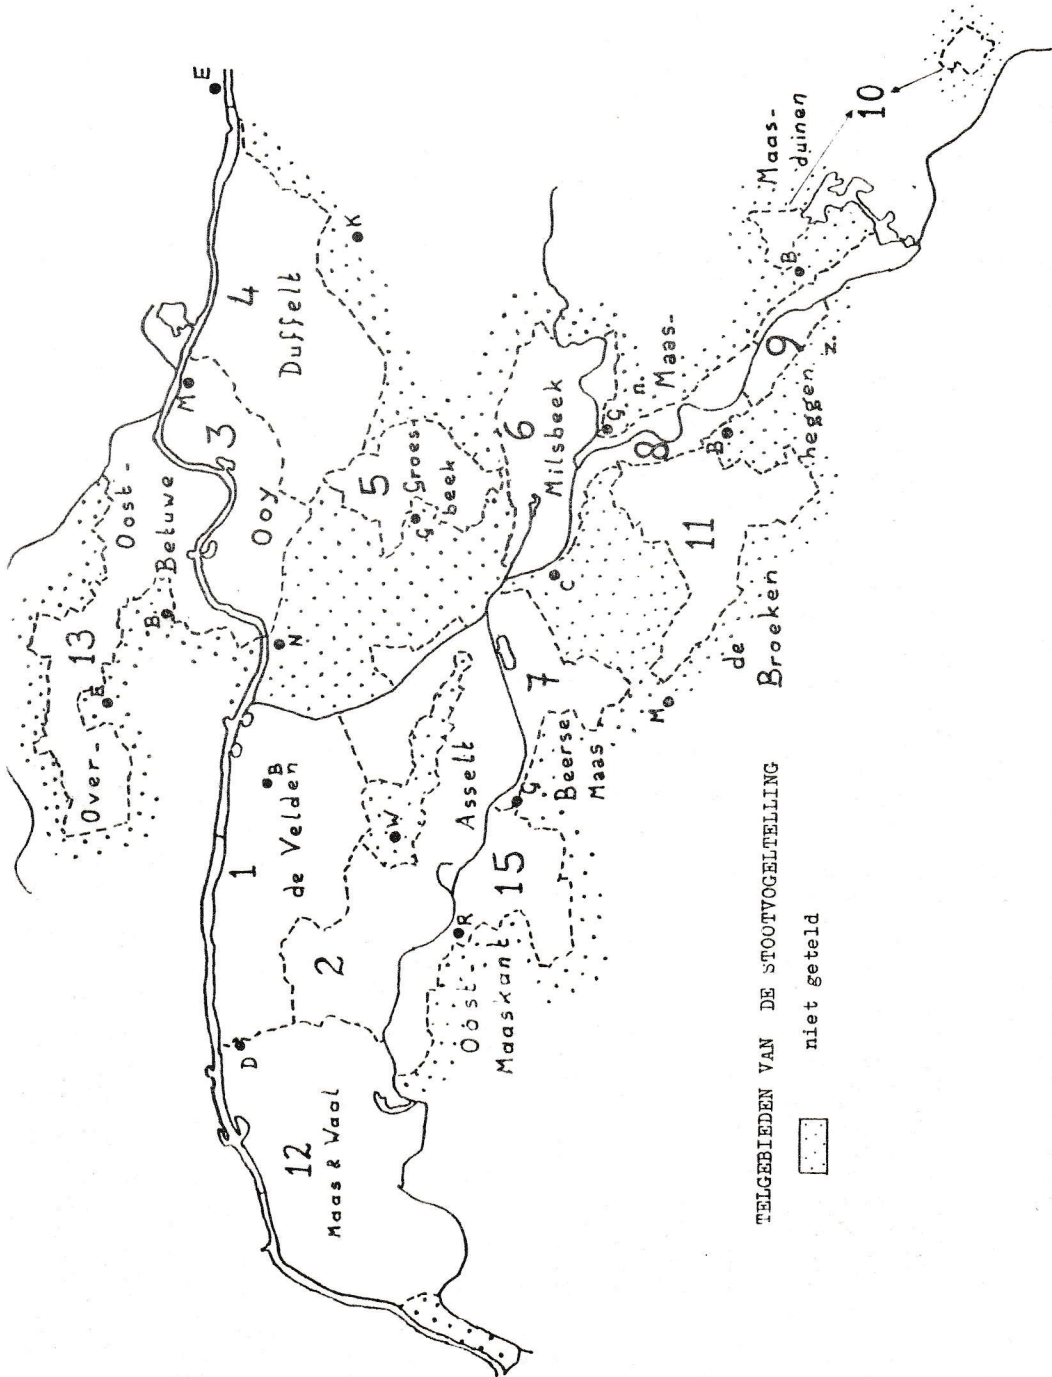 E
4
Duffelt
K
M
3
Ooy
Oost-
Betuwe
B
13
Over-
E
N
5
Groes-
beek
G
6
Milsbeek
G
n.
Maas-
8
9
heggen
z.
B
B
Maas-
duinen
10
11
C
de
Broeken
M
7
Beerse
Maas
G
15
Oost-
Maaskant
R
1
de Velden
B
2
W
Asselt
D
12
Maas & Waal
TELGEBIEDEN VAN DE STOOTVOGELTELLING
niet geteld